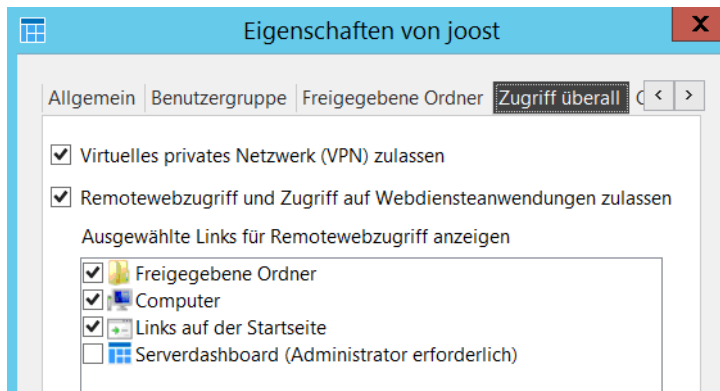 Eigenschaften von joost
X
Allgemein Benutzergruppe Freigegebene Ordner Zugriff überall
Virtuelles privates Netzwerk (VPN) zulassen
Remotewebzugriff und Zugriff auf Webdiensteanwendungen zulassen
Ausgewählte Links für Remotewebzugriff anzeigen
Freigegebene Ordner
Computer
Links auf der Startseite
Serverdashboard (Administrator erforderlich)